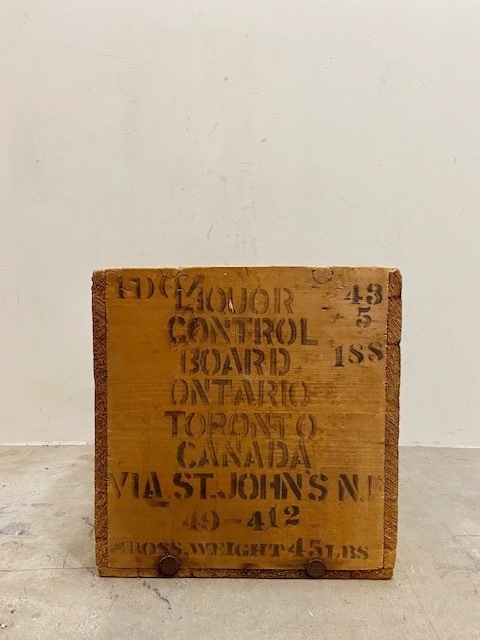 1 DOZ
LIQUOR 43
CONTROL 5
BOARD 188
ONTARIO
TORONTO
CANADA
VIA ST. JOHN'S N.F
49-412
GROSS. WEIGHT 45 LBS